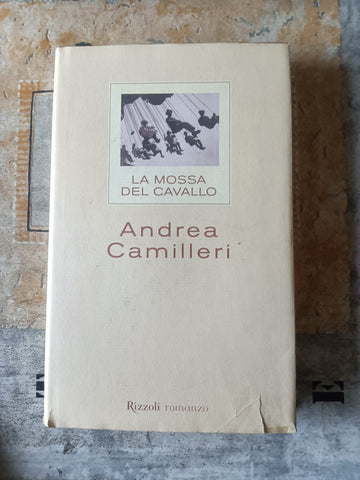 LA MOSSA
DEL CAVALLO
Andrea
Camilleri
Rizzoli romanzo